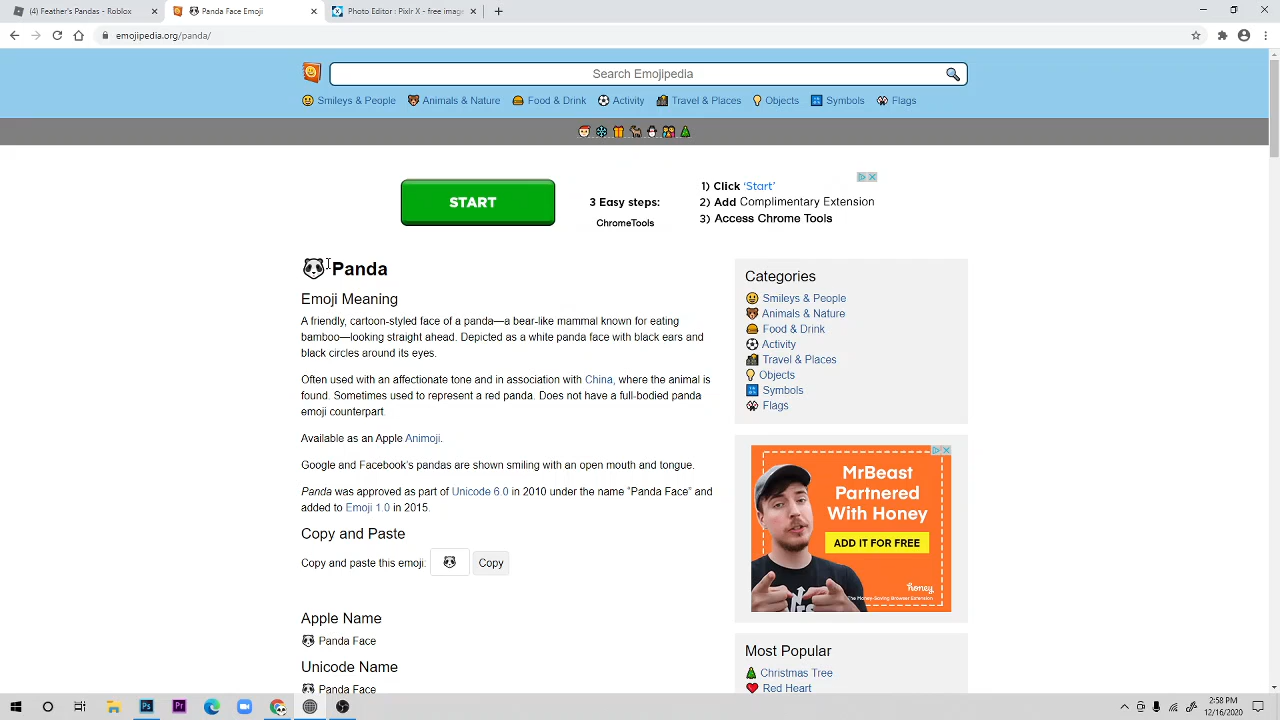 (4) Feather's Pandas - Roblox
Panda Face Emoji
Photo Editor : Pixlr X - free imag
emojipedia.org/panda/
Search Emojipedia
Smileys & People
Animals & Nature
Food & Drink
Activity
Travel & Places
Objects
Symbols
Flags
START
3 Easy steps:
ChromeTools
1) Click 'Start'
2) Add Complimentary Extension
3) Access Chrome Tools
Panda
Emoji Meaning
A friendly, cartoon-styled face of a panda—a bear-like mammal known for eating
bamboo—looking straight ahead. Depicted as a white panda face with black ears and
black circles around its eyes.
Often used with an affectionate tone and in association with China, where the animal is
found. Sometimes used to represent a red panda. Does not have a full-bodied panda
emoji counterpart.
Available as an Apple Animoji.
Google and Facebook's pandas are shown smiling with an open mouth and tongue.
Panda was approved as part of Unicode 6.0 in 2010 under the name "Panda Face" and
added to Emoji 1.0 in 2015.
Copy and Paste
Copy and paste this emoji:
Copy
Apple Name
Panda Face
Unicode Name
Panda Face
Categories
Smileys & People
Animals & Nature
Food & Drink
Activity
Travel & Places
Objects
Symbols
Flags
MrBeast
Partnered
With Honey
ADD IT FOR FREE
honey
The Money-Saving Browser Extension
Most Popular
Christmas Tree
Red Heart
Ps
Pr
2:58 PM
12/16/2020